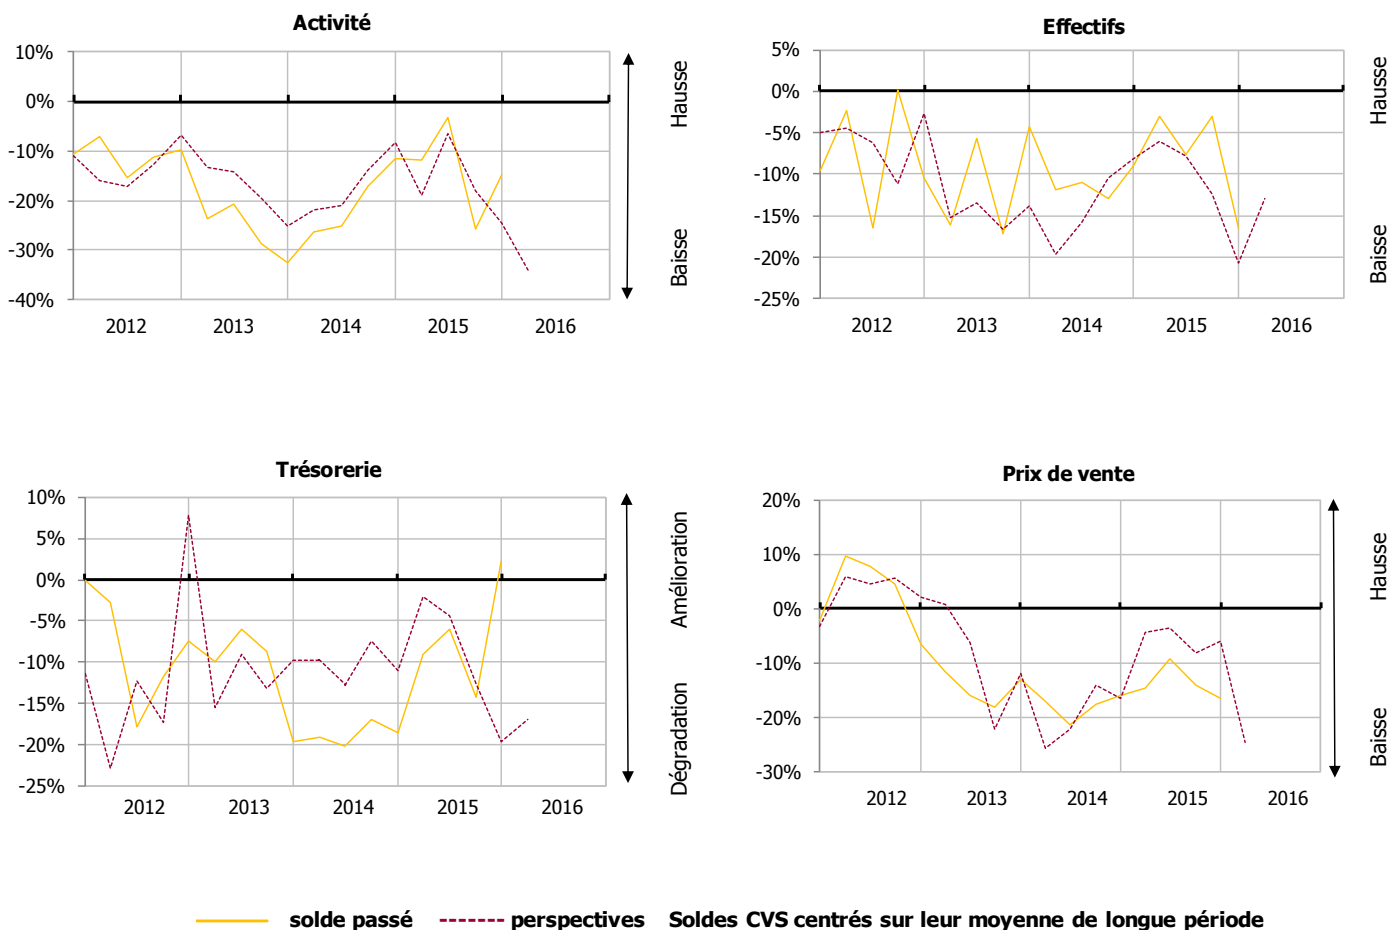 Activité
10%
0%
-10%
-20%
-30%
-40%
2012 2013 2014 2015 2016
Hausse
Baisse
Effectifs
5%
0%
-5%
-10%
-15%
-20%
-25%
2012 2013 2014 2015 2016
Hausse
Baisse
Trésorerie
10%
5%
0%
-5%
-10%
-15%
-20%
-25%
2012 2013 2014 2015 2016
Amélioration
Dégradation
Prix de vente
20%
10%
0%
-10%
-20%
-30%
2012 2013 2014 2015 2016
Hausse
Baisse
solde passé perspectives Soldes CVS centrés sur leur moyenne de longue période